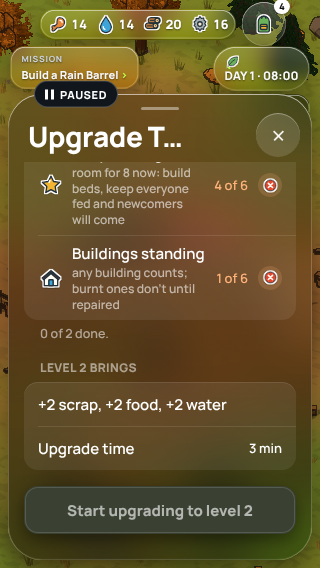 14 14 20 16 4
MISSION
Build a Rain Barrel ›
DAY 1 · 08:00
PAUSED
Upgrade T...
room for 8 now: build
beds, keep everyone
fed and newcomers
will come
4 of 6
Buildings standing
any building counts;
burnt ones don't until
repaired
1 of 6
0 of 2 done.
LEVEL 2 BRINGS
+2 scrap, +2 food, +2 water
Upgrade time 3 min
Start upgrading to level 2